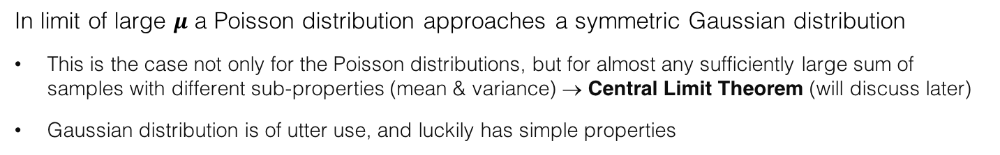 In limit of large μ a Poisson distribution approaches a symmetric Gaussian distribution
• This is the case not only for the Poisson distributions, but for almost any sufficiently large sum of
samples with different sub-properties (mean & variance) → Central Limit Theorem (will discuss later)
• Gaussian distribution is of utter use, and luckily has simple properties